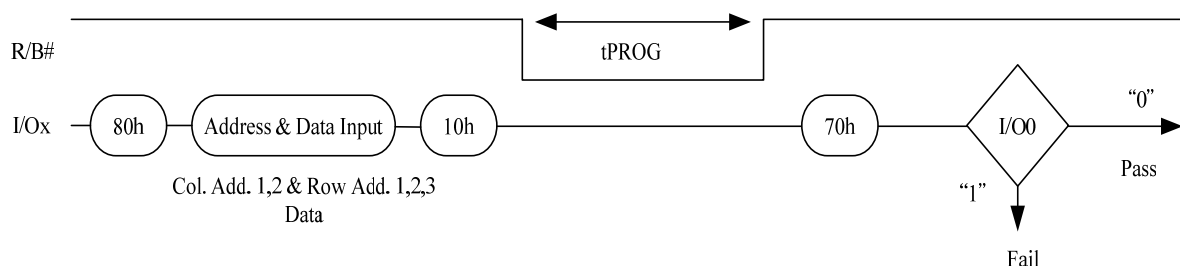 R/B#
tPROG
I/Ox
80h
Address & Data Input
10h
70h
I/O0
“0”
Pass
Col. Add. 1,2 & Row Add. 1,2,3
Data
“1”
Fail